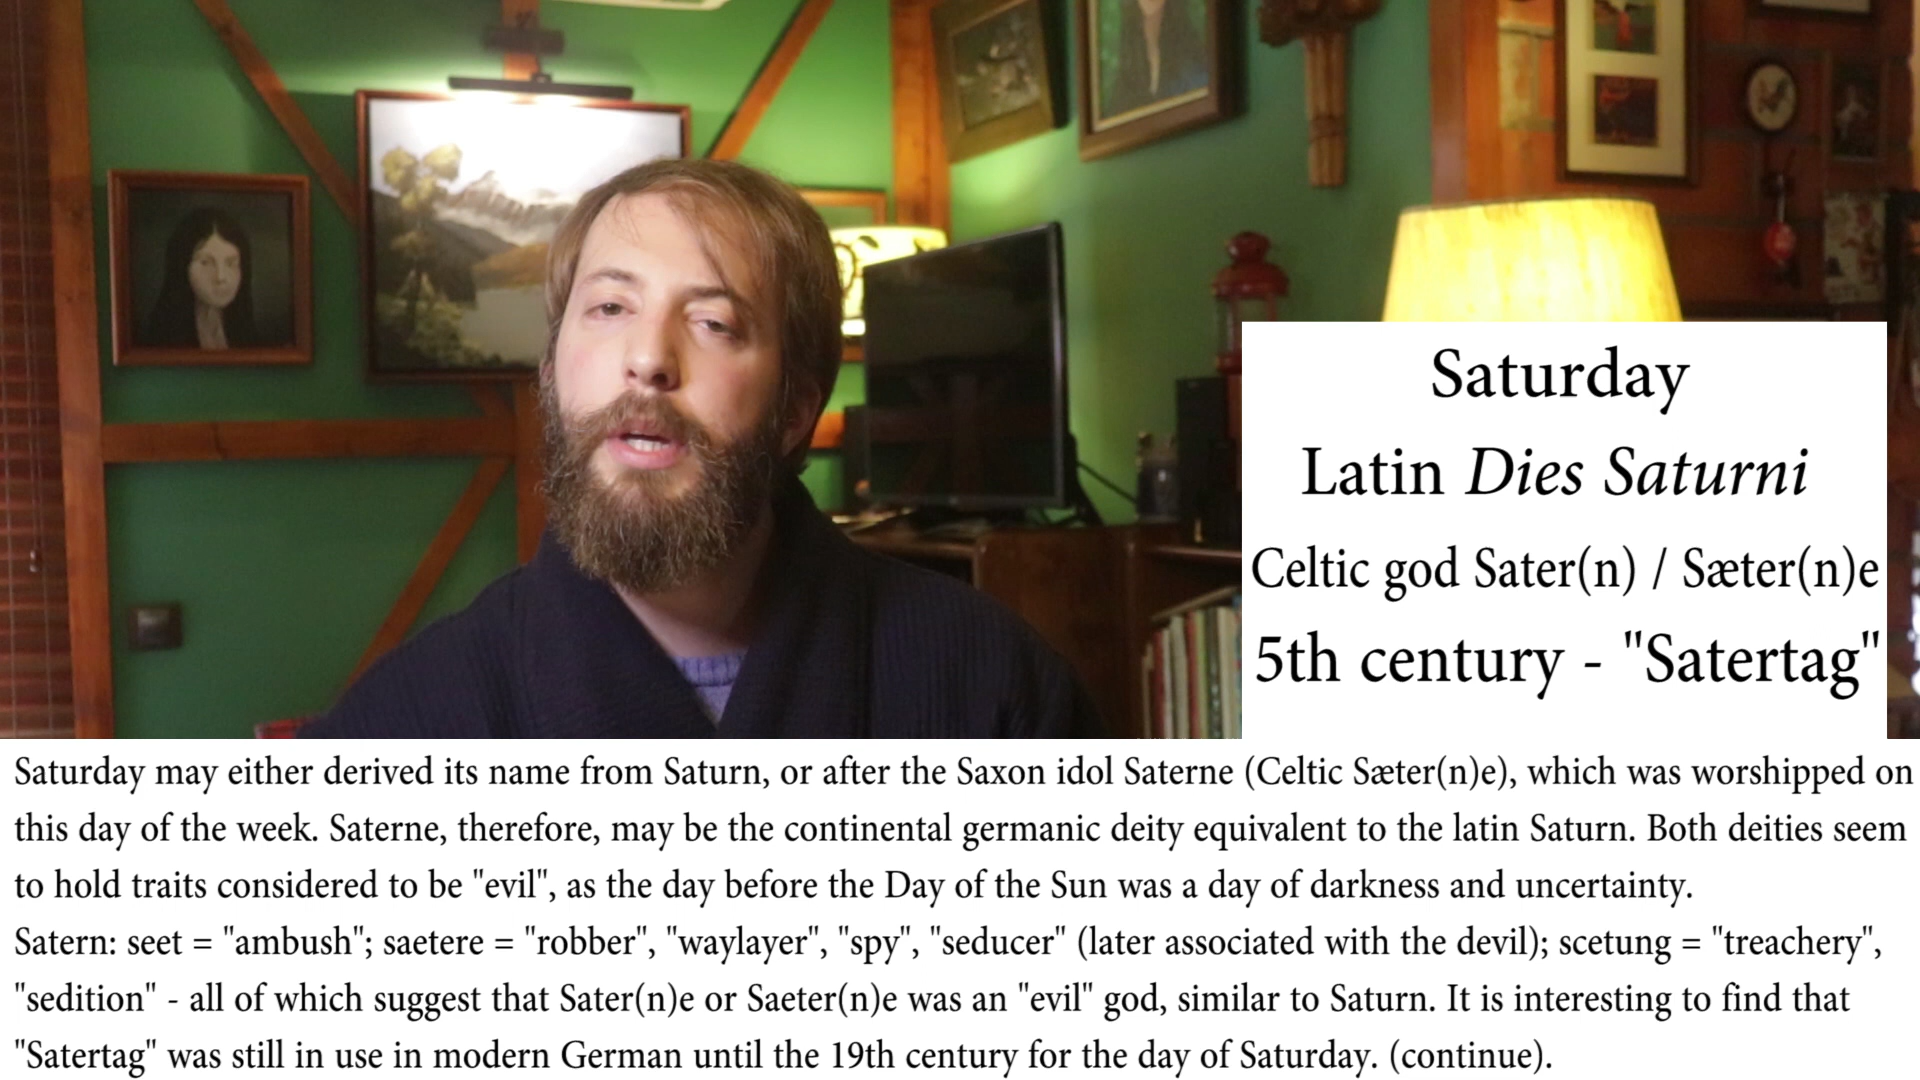 Saturday
Latin Dies Saturni
Celtic god Sater(n) / Sæter(n)e
5th century - "Satertag"
Saturday may either derived its name from Saturn, or after the Saxon idol Saterne (Celtic Sæter(n)e), which was worshipped on
this day of the week. Saterne, therefore, may be the continental germanic deity equivalent to the latin Saturn. Both deities seem
to hold traits considered to be "evil", as the day before the Day of the Sun was a day of darkness and uncertainty.
Satern: seet = "ambush"; saetere = "robber", "waylayer", "spy", "seducer" (later associated with the devil); scetung = "treachery",
"sedition" - all of which suggest that Sater(n)e or Saeter(n)e was an "evil" god, similar to Saturn. It is interesting to find that
"Satertag" was still in use in modern German until the 19th century for the day of Saturday. (continue).